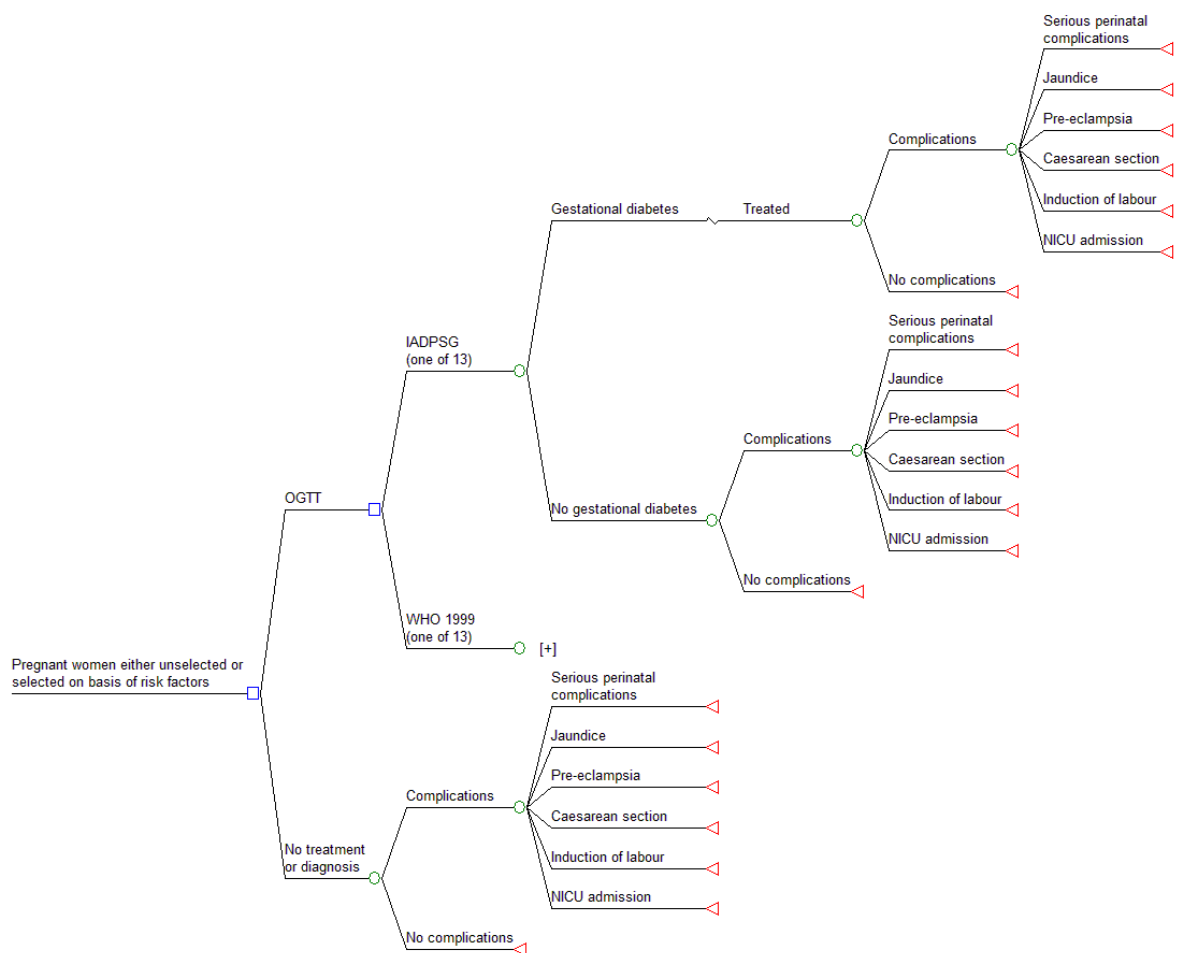 Serious perinatal
complications
Jaundice
Pre-eclampsia
Complications
Caesarean section
Induction of labour
Gestational diabetes
Treated
NICU admission
No complications
Serious perinatal
complications
IADPSG
(one of 13)
Jaundice
Pre-eclampsia
Complications
Caesarean section
OGTT
Induction of labour
No gestational diabetes
NICU admission
No complications
WHO 1999
(one of 13)
[+]
Pregnant women either unselected or
selected on basis of risk factors
Serious perinatal
complications
Jaundice
Pre-eclampsia
Complications
Caesarean section
No treatment
or diagnosis
Induction of labour
NICU admission
No complications